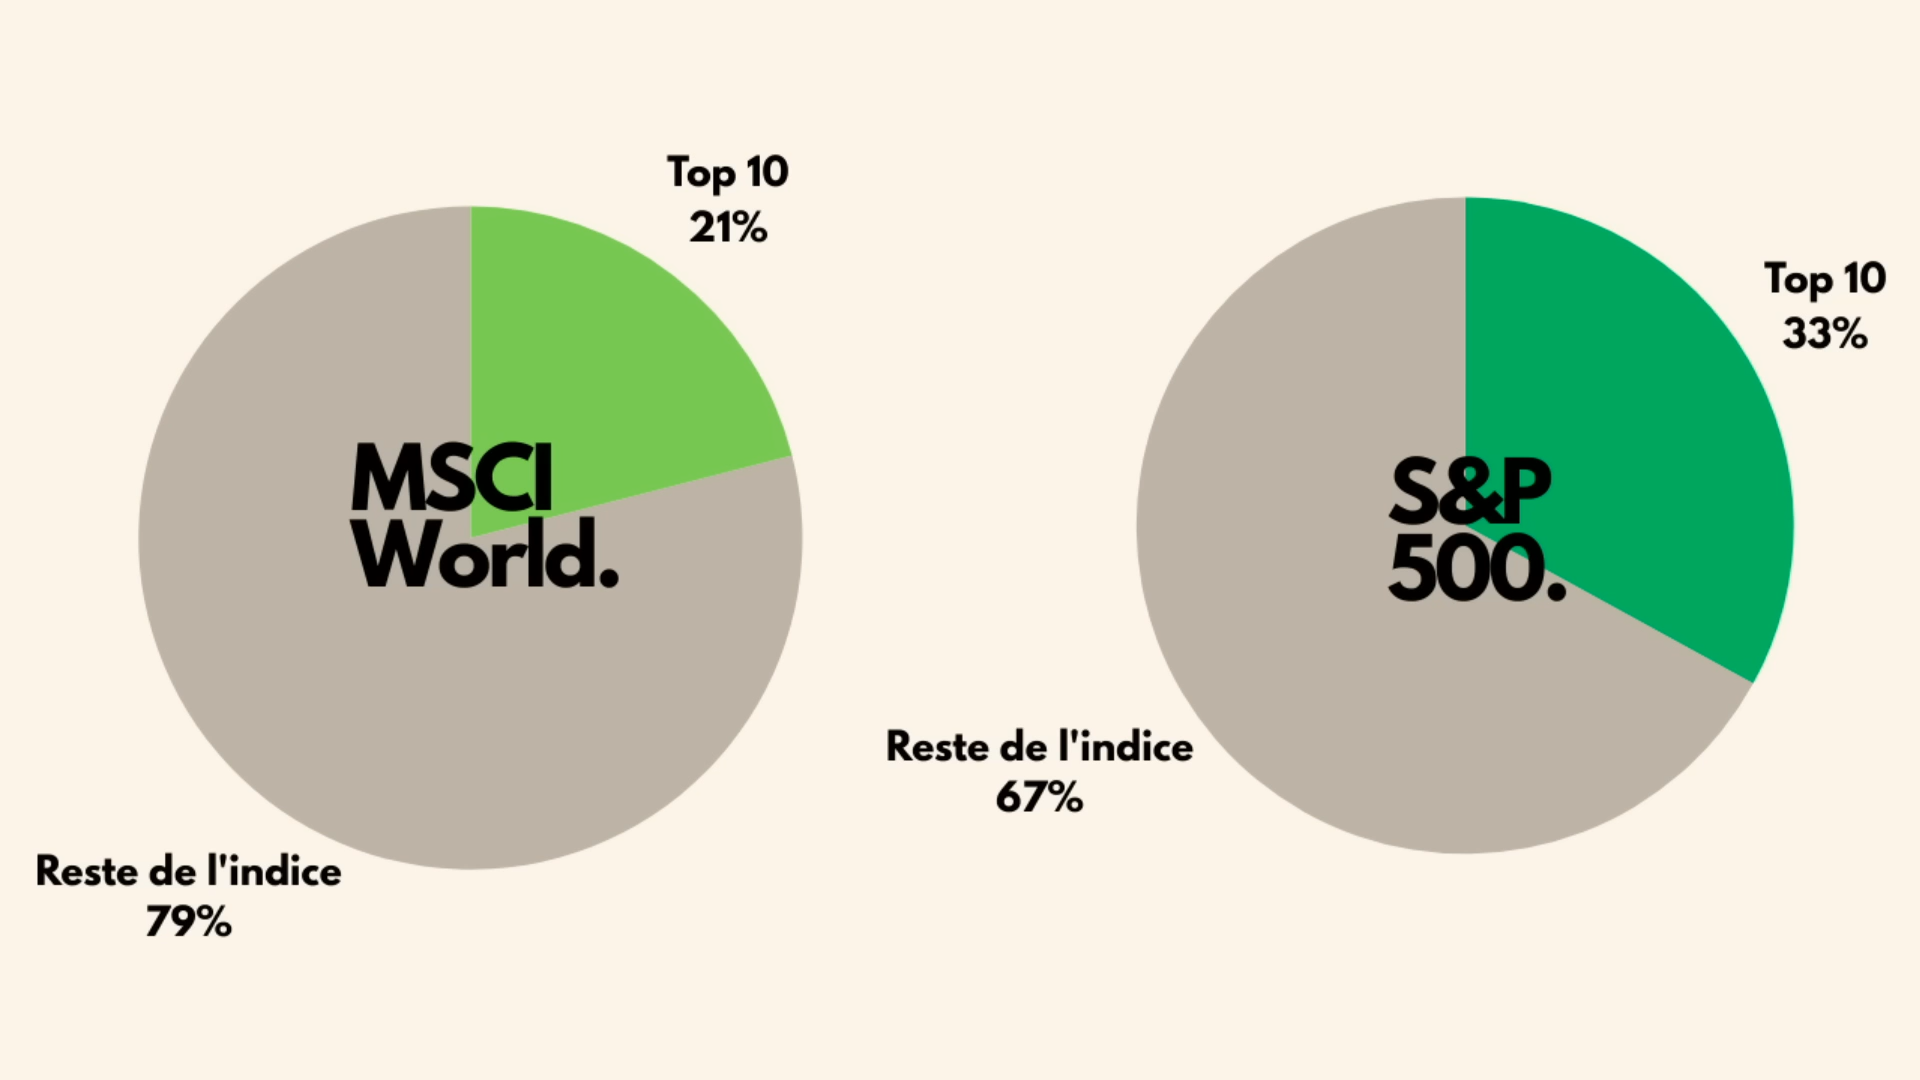 Top 10
21%
MSCI
World.
Reste de l'indice
79%
Top 10
33%
S&P
500.
Reste de l'indice
67%